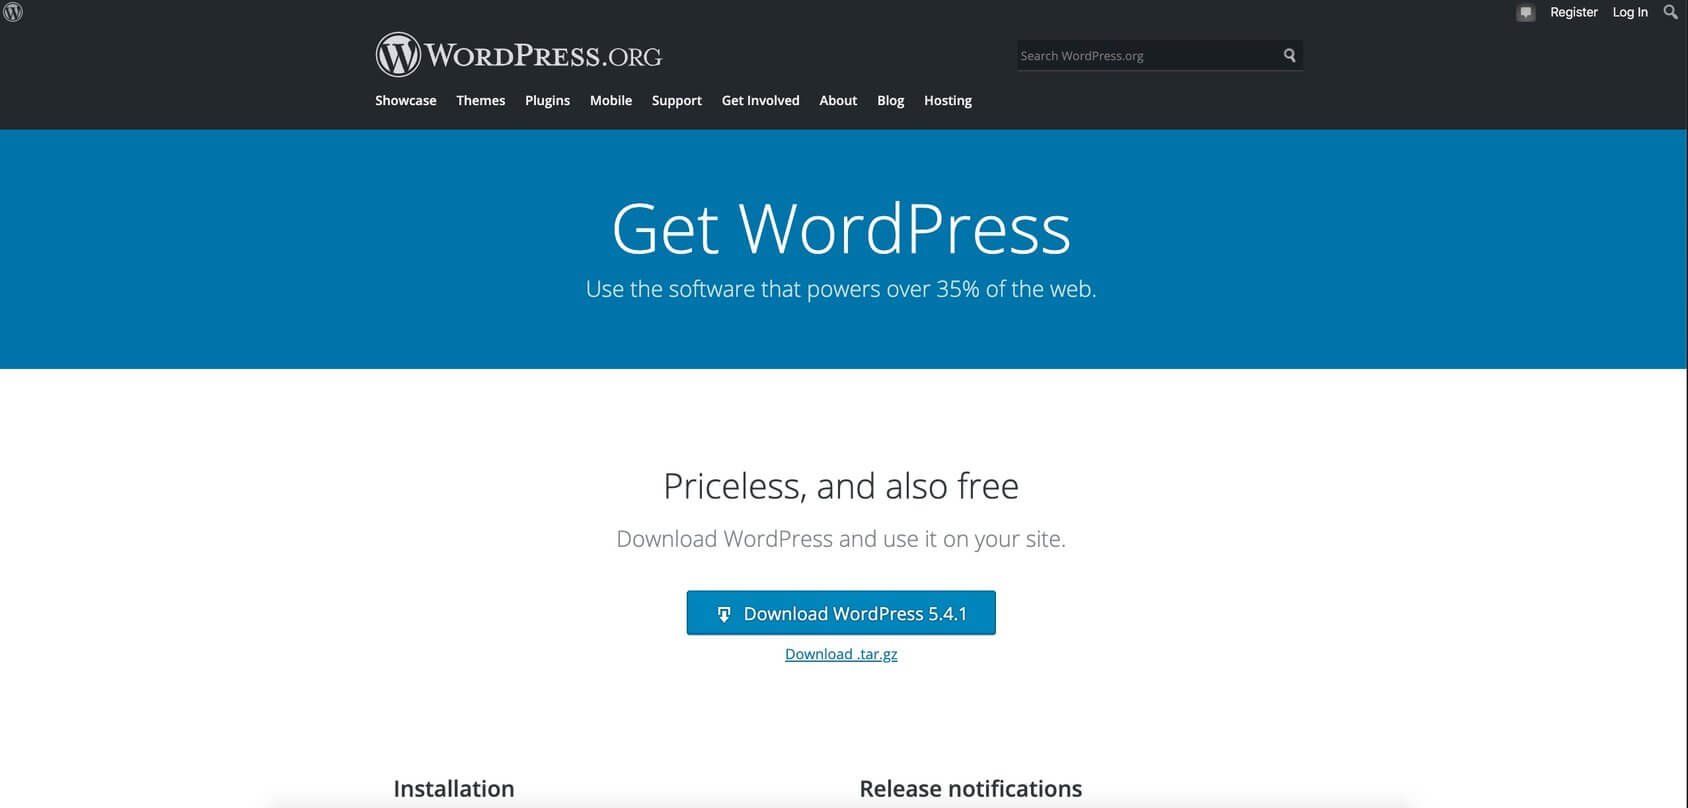 Register Log In
WORDPRESS.ORG
Search WordPress.org
Showcase Themes Plugins Mobile Support Get Involved About Blog Hosting
Get WordPress
Use the software that powers over 35% of the web.
Priceless, and also free
Download WordPress and use it on your site.
Download WordPress 5.4.1
Download .tar.gz
Installation
Release notifications